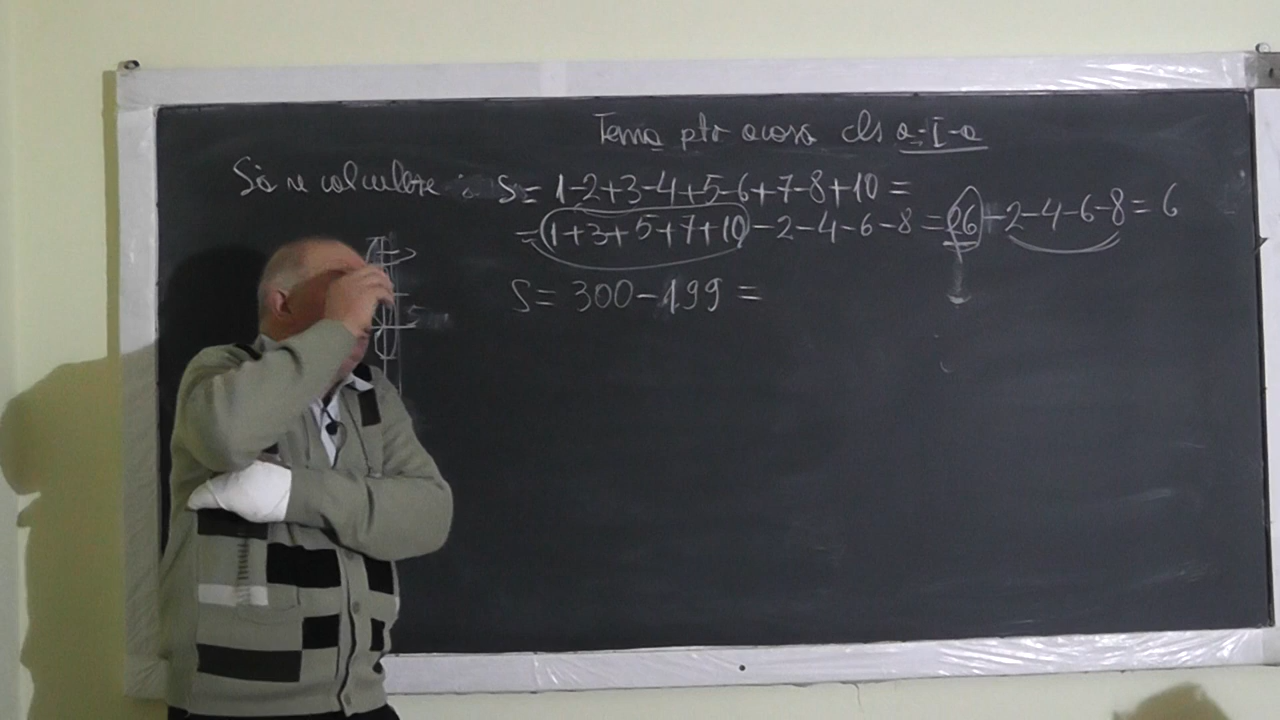 Tema ptr acasa cls a-I-a
Să se calculeze : S= 1-2+3-4+5-6+7-8+10 =
=(1+3+5+7+10)-2-4-6-8 = 26-2-4-6-8 = 6
S= 300-199 =